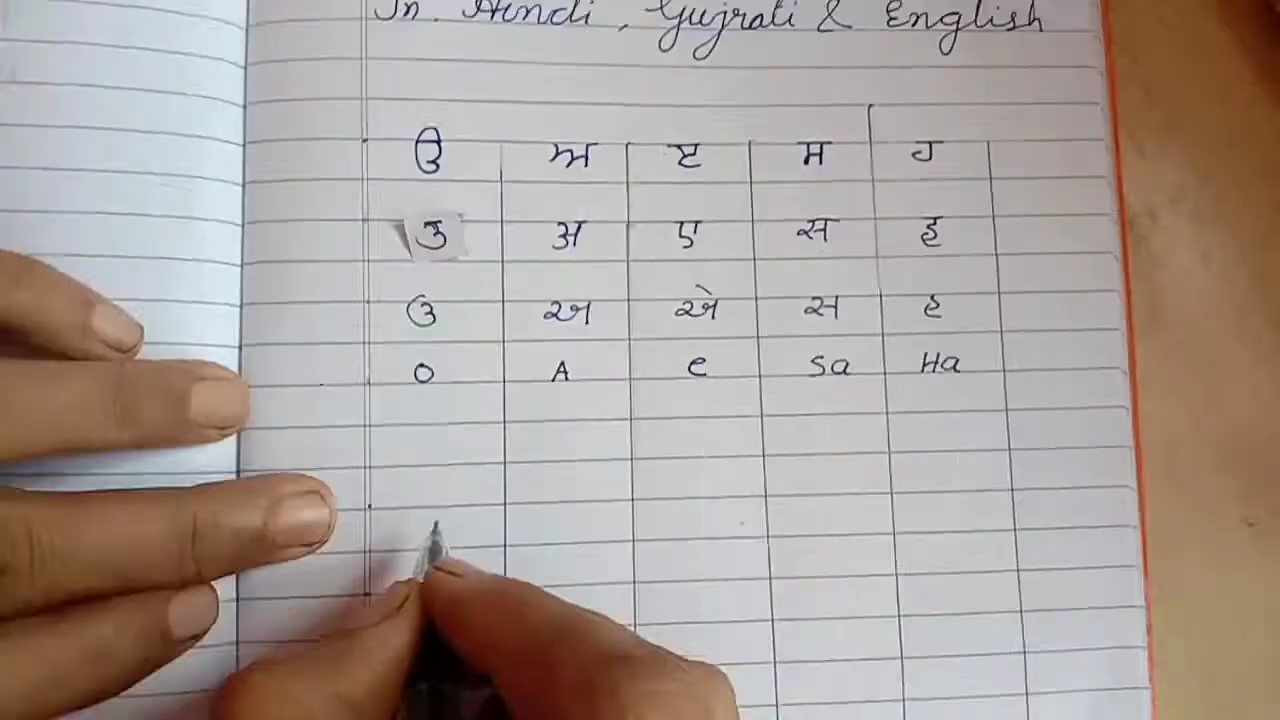 In. Hindi, Gujrati & English
ੳ ਅ ੲ ਸ ਹ
उ अ ए स ह
ઉ અ એ સ હ
O A e Sa Ha